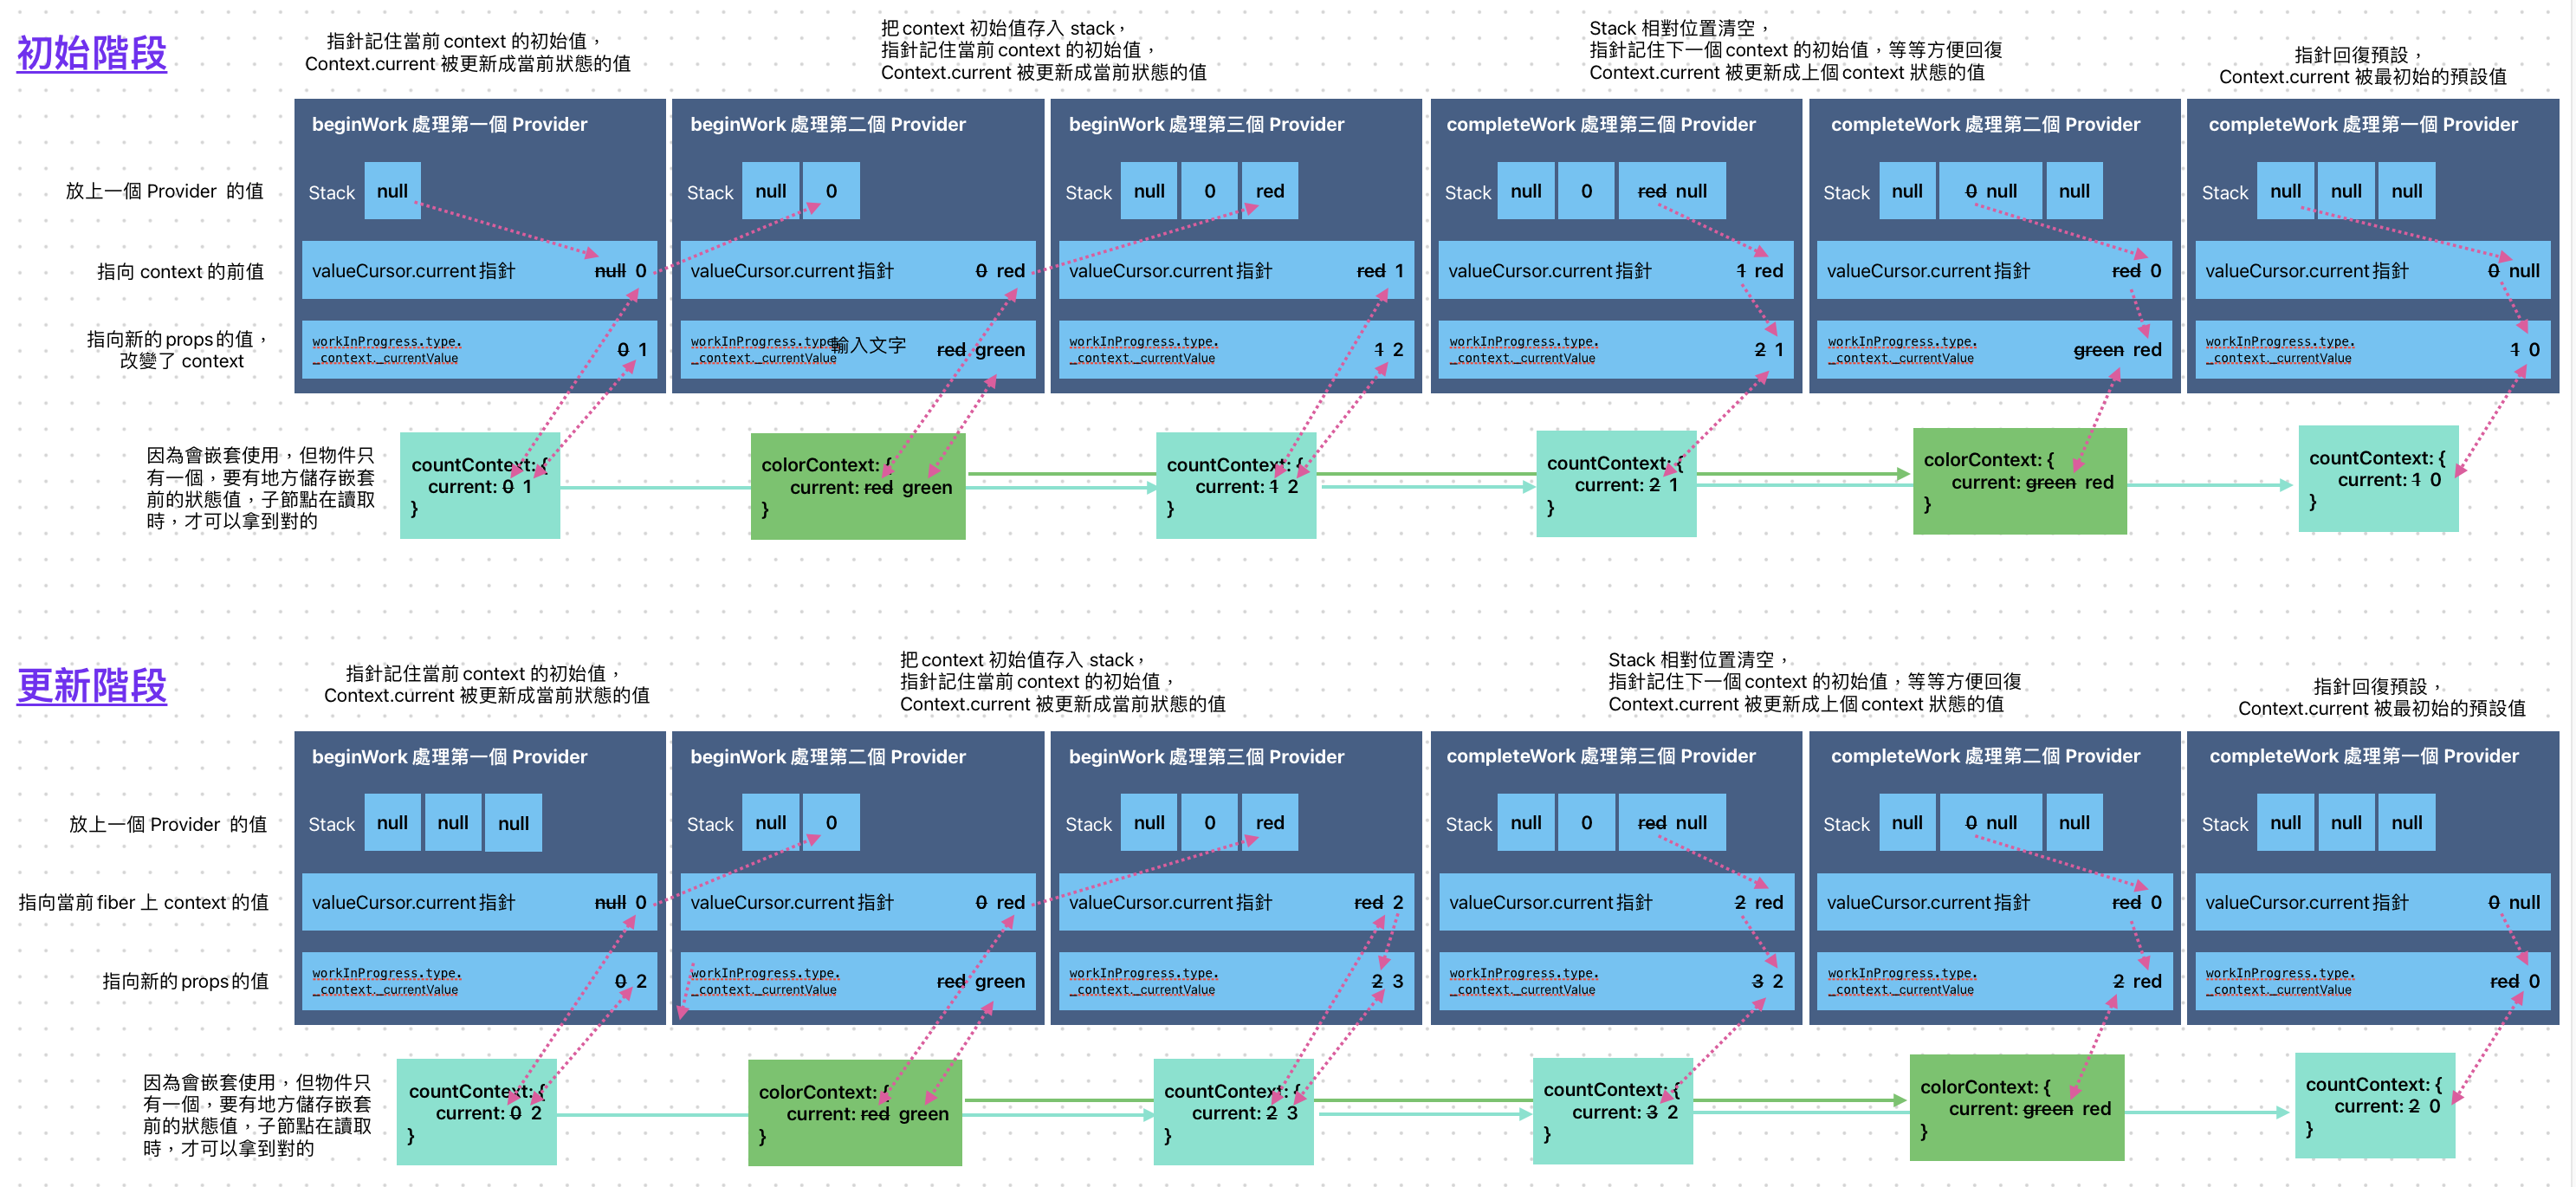 初始階段
指針記住當前 context 的初始值，
Context.current 被更新成當前狀態的值
把 context 初始值存入 stack，
指針記住當前 context 的初始值，
Context.current 被更新成當前狀態的值
Stack 相對位置清空，
指針記住下一個 context 的初始值，等等方便回復
Context.current 被更新成上個 context 狀態的值
指針回復預設，
Context.current 被最初始的預設值
放上一個 Provider 的值
指向 context 的前值
指向新的 props 的值，
改變了 context
beginWork 處理第一個 Provider
Stack null
valueCursor.current 指針 null 0
workInProgress.type.
_context._currentValue 0 1
beginWork 處理第二個 Provider
Stack null 0
valueCursor.current 指針 0 red
workInProgress.type.
_context._currentValue red green
輸入文字
beginWork 處理第三個 Provider
Stack null 0 red
valueCursor.current 指針 red 1
workInProgress.type.
_context._currentValue 1 2
completeWork 處理第三個 Provider
Stack null 0 red null
valueCursor.current 指針 1 red
workInProgress.type.
_context._currentValue 2 1
completeWork 處理第二個 Provider
Stack null 0 null null
valueCursor.current 指針 red 0
workInProgress.type.
_context._currentValue green red
completeWork 處理第一個 Provider
Stack null null null
valueCursor.current 指針 0 null
workInProgress.type.
_context._currentValue 1 0
因為會嵌套使用，但物件只
有一個，要有地方儲存嵌套
前的狀態值，子節點在讀取
時，才可以拿到對的
countContext: {
current: 0 1
}
colorContext: {
current: red green
}
countContext: {
current: 1 2
}
countContext: {
current: 2 1
}
colorContext: {
current: green red
}
countContext: {
current: 1 0
}
更新階段
指針記住當前 context 的初始值，
Context.current 被更新成當前狀態的值
把 context 初始值存入 stack，
指針記住當前 context 的初始值，
Context.current 被更新成當前狀態的值
Stack 相對位置清空，
指針記住下一個 context 的初始值，等等方便回復
Context.current 被更新成上個 context 狀態的值
指針回復預設，
Context.current 被最初始的預設值
放上一個 Provider 的值
指向當前 fiber 上 context 的值
指向新的 props 的值
beginWork 處理第一個 Provider
Stack null null null
valueCursor.current 指針 null 0
workInProgress.type.
_context._currentValue 0 2
beginWork 處理第二個 Provider
Stack null 0
valueCursor.current 指針 0 red
workInProgress.type.
_context._currentValue red green
beginWork 處理第三個 Provider
Stack null 0 red
valueCursor.current 指針 red 2
workInProgress.type.
_context._currentValue 2 3
completeWork 處理第三個 Provider
Stack null 0 red null
valueCursor.current 指針 2 red
workInProgress.type.
_context._currentValue 3 2
completeWork 處理第二個 Provider
Stack null 0 null null
valueCursor.current 指針 red 0
workInProgress.type.
_context._currentValue 2 red
completeWork 處理第一個 Provider
Stack null null null
valueCursor.current 指針 0 null
workInProgress.type.
_context._currentValue red 0
因為會嵌套使用，但物件只
有一個，要有地方儲存嵌套
前的狀態值，子節點在讀取
時，才可以拿到對的
countContext: {
current: 0 2
}
colorContext: {
current: red green
}
countContext: {
current: 2 3
}
countContext: {
current: 3 2
}
colorContext: {
current: green red
}
countContext: {
current: 2 0
}